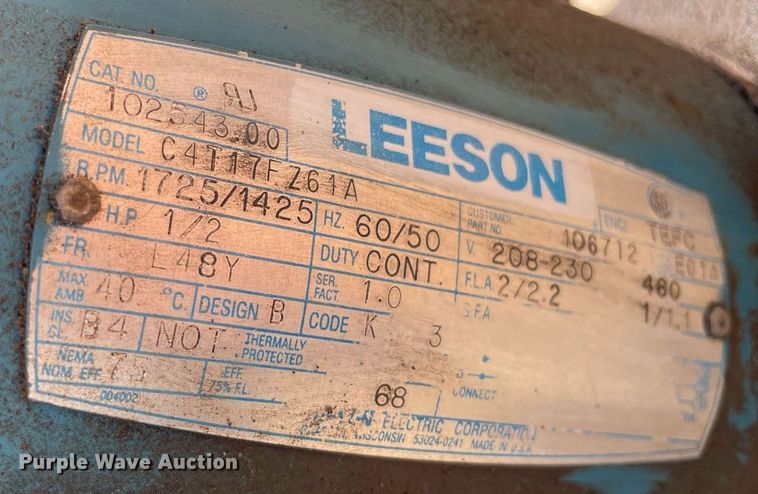 LEESON
CAT. NO. 102543.00
MODEL C4T17FZ61A
R.P.M. 1725/1425 HZ. 60/50 CUSTOMER PART NO. 106712 ENCL TEFC
H.P 1/2 DUTY CONT. V. 208-230 460
FR. L48Y SER. FACT. 1.0 F.L.A 2/2.2 1/1.1
MAX. AMB 40 °C. DESIGN B CODE K 3 S.F.A.
INS. CL. B4 NOT THERMALLY PROTECTED
NEMA NOM. EFF. EFF. 75% F.L. 68 CONNECT
ELECTRIC CORPORATION
004002 WISCONSIN 53024-0241 MADE IN U.S.A.
Purple Wave Auction